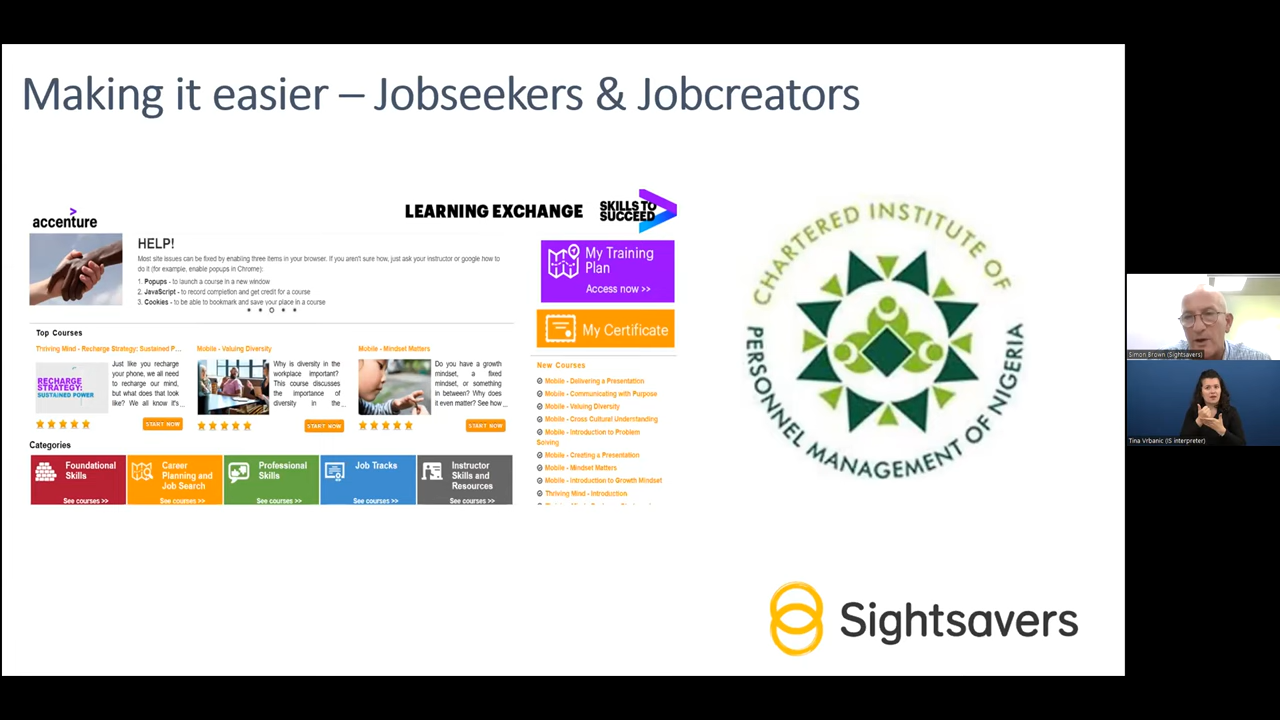 Making it easier – Jobseekers & Jobcreators
accenture
LEARNING EXCHANGE
SKILLS TO
SUCCEED
HELP!
Most site issues can be fixed by enabling three items in your browser. If you aren't sure how, just ask your instructor or google how to
do it (for example, enable popups in Chrome):
1. Popups - to launch a course in a new window
2. JavaScript - to record completion and get credit for a course
3. Cookies - to be able to bookmark and save your place in a course
My Training
Plan
Access now >>
My Certificate
Top Courses
Thriving Mind - Recharge Strategy: Sustained P...
RECHARGE
STRATEGY:
SUSTAINED POWER
Just like you recharge
your phone, we all need
to recharge our mind,
but what does that look
like? We all know it's...
START NOW
Mobile - Valuing Diversity
Why is diversity in the
workplace important?
This course discusses
the importance of
diversity in the...
START NOW
Mobile - Mindset Matters
Do you have a growth
mindset, a fixed
mindset, or something
in between? Why does
it even matter? See how...
START NOW
New Courses
Mobile - Delivering a Presentation
Mobile - Communicating with Purpose
Mobile - Valuing Diversity
Mobile - Cross Cultural Understanding
Mobile - Introduction to Problem
Solving
Mobile - Creating a Presentation
Mobile - Mindset Matters
Mobile - Introduction to Growth Mindset
Thriving Mind - Introduction
Categories
Foundational
Skills
See courses >>
Career
Planning and
Job Search
See courses >>
Professional
Skills
See courses >>
Job Tracks
See courses >>
Instructor
Skills and
Resources
See courses >>
CHARTERED INSTITUTE OF
PERSONNEL MANAGEMENT OF NIGERIA
Sightsavers
Simon Brown (Sightsavers)
Tina Vrbanic (IS interpreter)